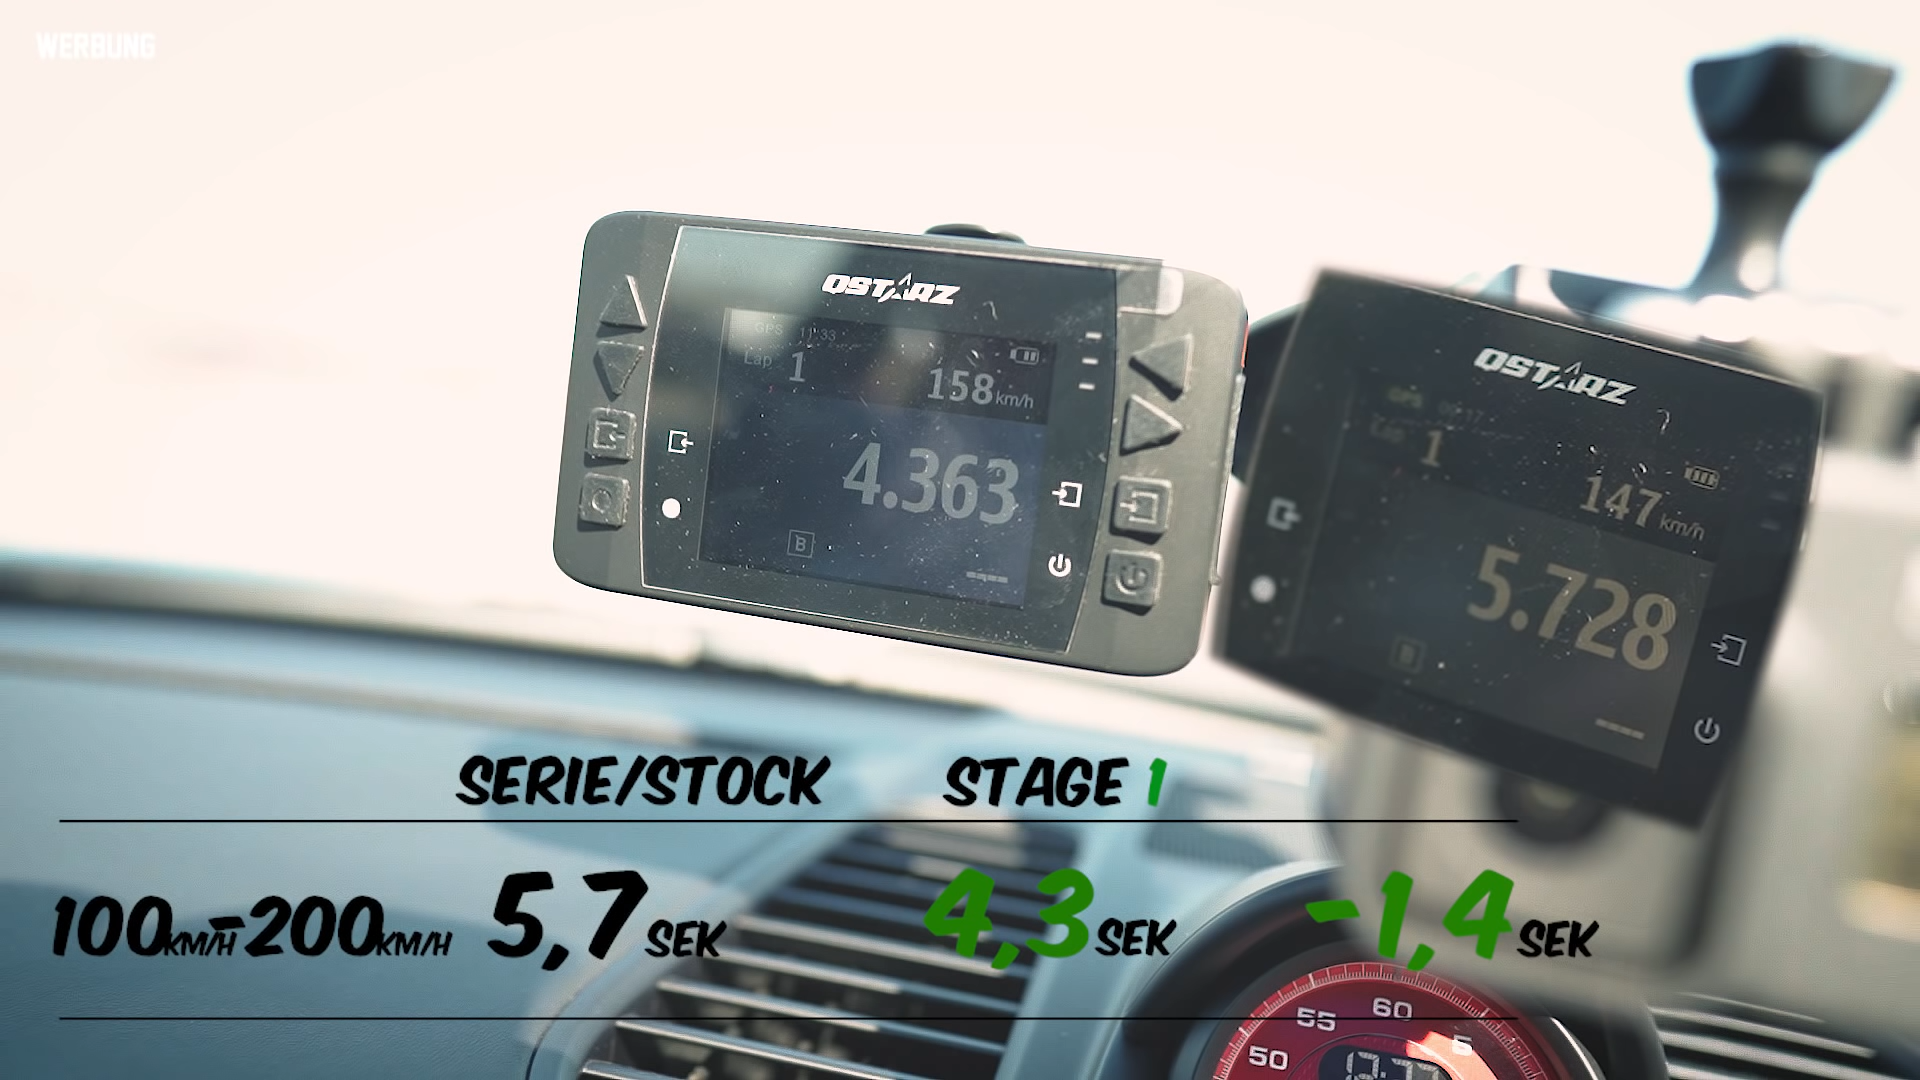 WERBUNG
QSTARZ
GPS 11:33
Lap 1
158 km/h
4.363
B
QSTARZ
1
147 km/h
5.728
B
SERIE/STOCK STAGE 1
100KM/H-200KM/H 5,7 SEK 4,3 SEK -1,4 SEK
55 60
50 5